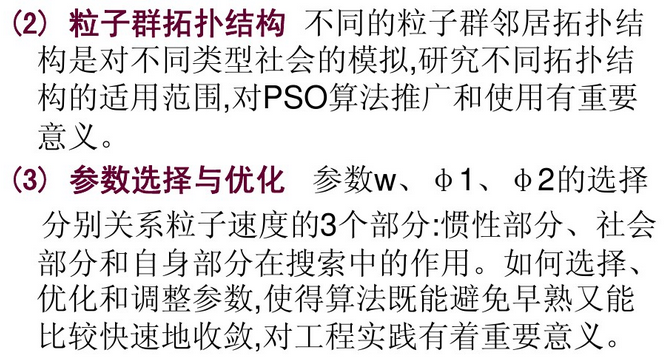 (2) 粒子群拓扑结构 不同的粒子群邻居拓扑结
构是对不同类型社会的模拟,研究不同拓扑结
构的适用范围,对PSO算法推广和使用有重要
意义。
(3) 参数选择与优化 参数w、φ1、φ2的选择
分别关系粒子速度的3个部分:惯性部分、社会
部分和自身部分在搜索中的作用。如何选择、
优化和调整参数,使得算法既能避免早熟又能
比较快速地收敛,对工程实践有着重要意义。